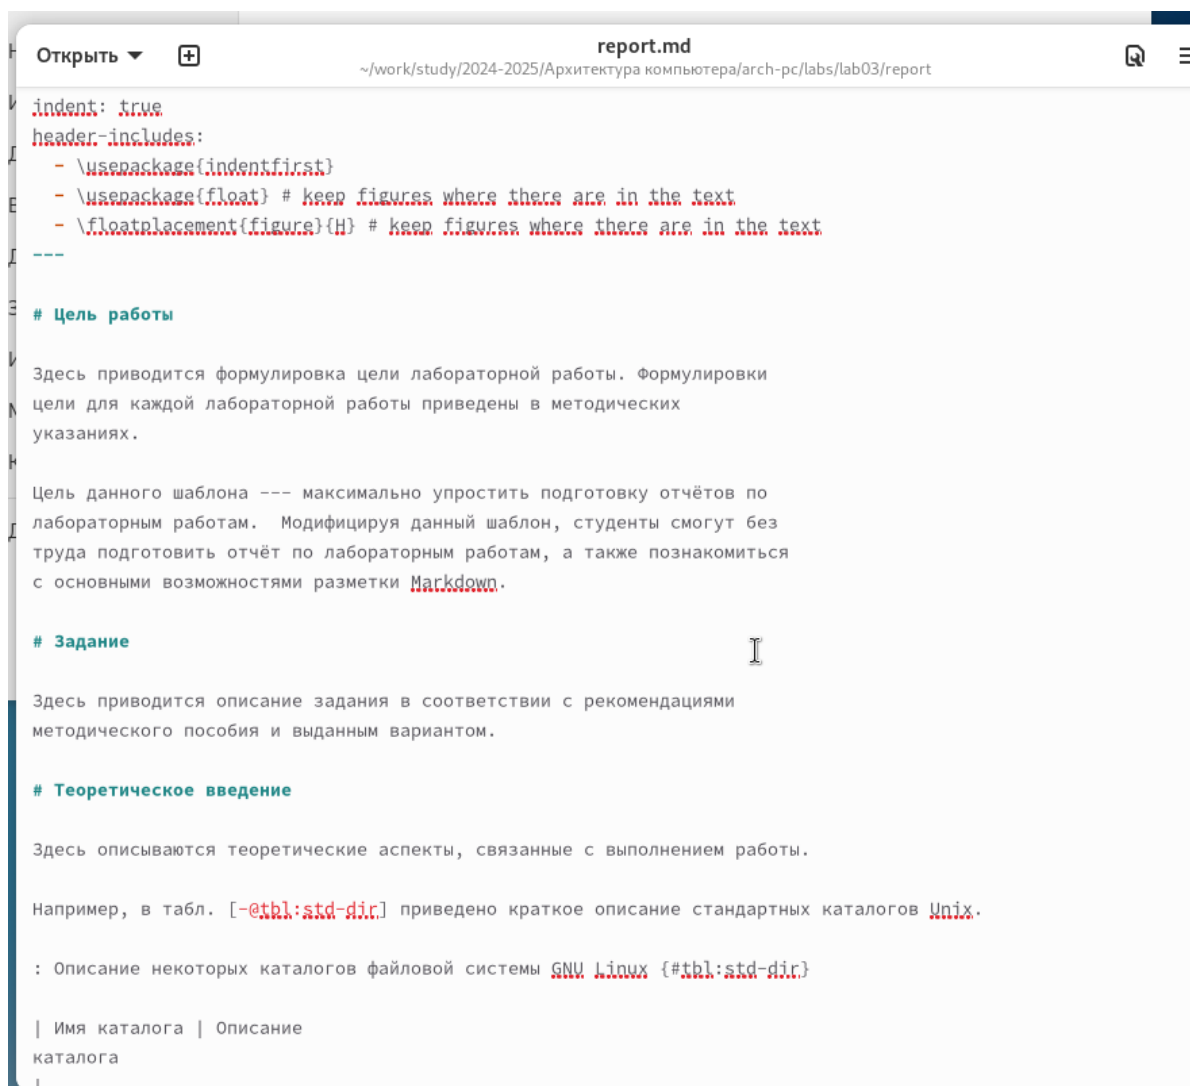 Открыть
report.md
~/work/study/2024-2025/Архитектура компьютера/arch-pc/labs/lab03/report
indent: true
header-includes:
- \usepackage{indentfirst}
- \usepackage{float} # keep figures where there are in the text
- \floatplacement{figure}{H} # keep figures where there are in the text
---
# Цель работы
Здесь приводится формулировка цели лабораторной работы. Формулировки
цели для каждой лабораторной работы приведены в методических
указаниях.
Цель данного шаблона --- максимально упростить подготовку отчётов по
лабораторным работам.  Модифицируя данный шаблон, студенты смогут без
труда подготовить отчёт по лабораторным работам, а также познакомиться
с основными возможностями разметки Markdown.
# Задание
Здесь приводится описание задания в соответствии с рекомендациями
методического пособия и выданным вариантом.
# Теоретическое введение
Здесь описываются теоретические аспекты, связанные с выполнением работы.
Например, в табл. [-@tbl:std-dir] приведено краткое описание стандартных каталогов Unix.
: Описание некоторых каталогов файловой системы GNU Linux {#tbl:std-dir}
| Имя каталога | Описание
каталога